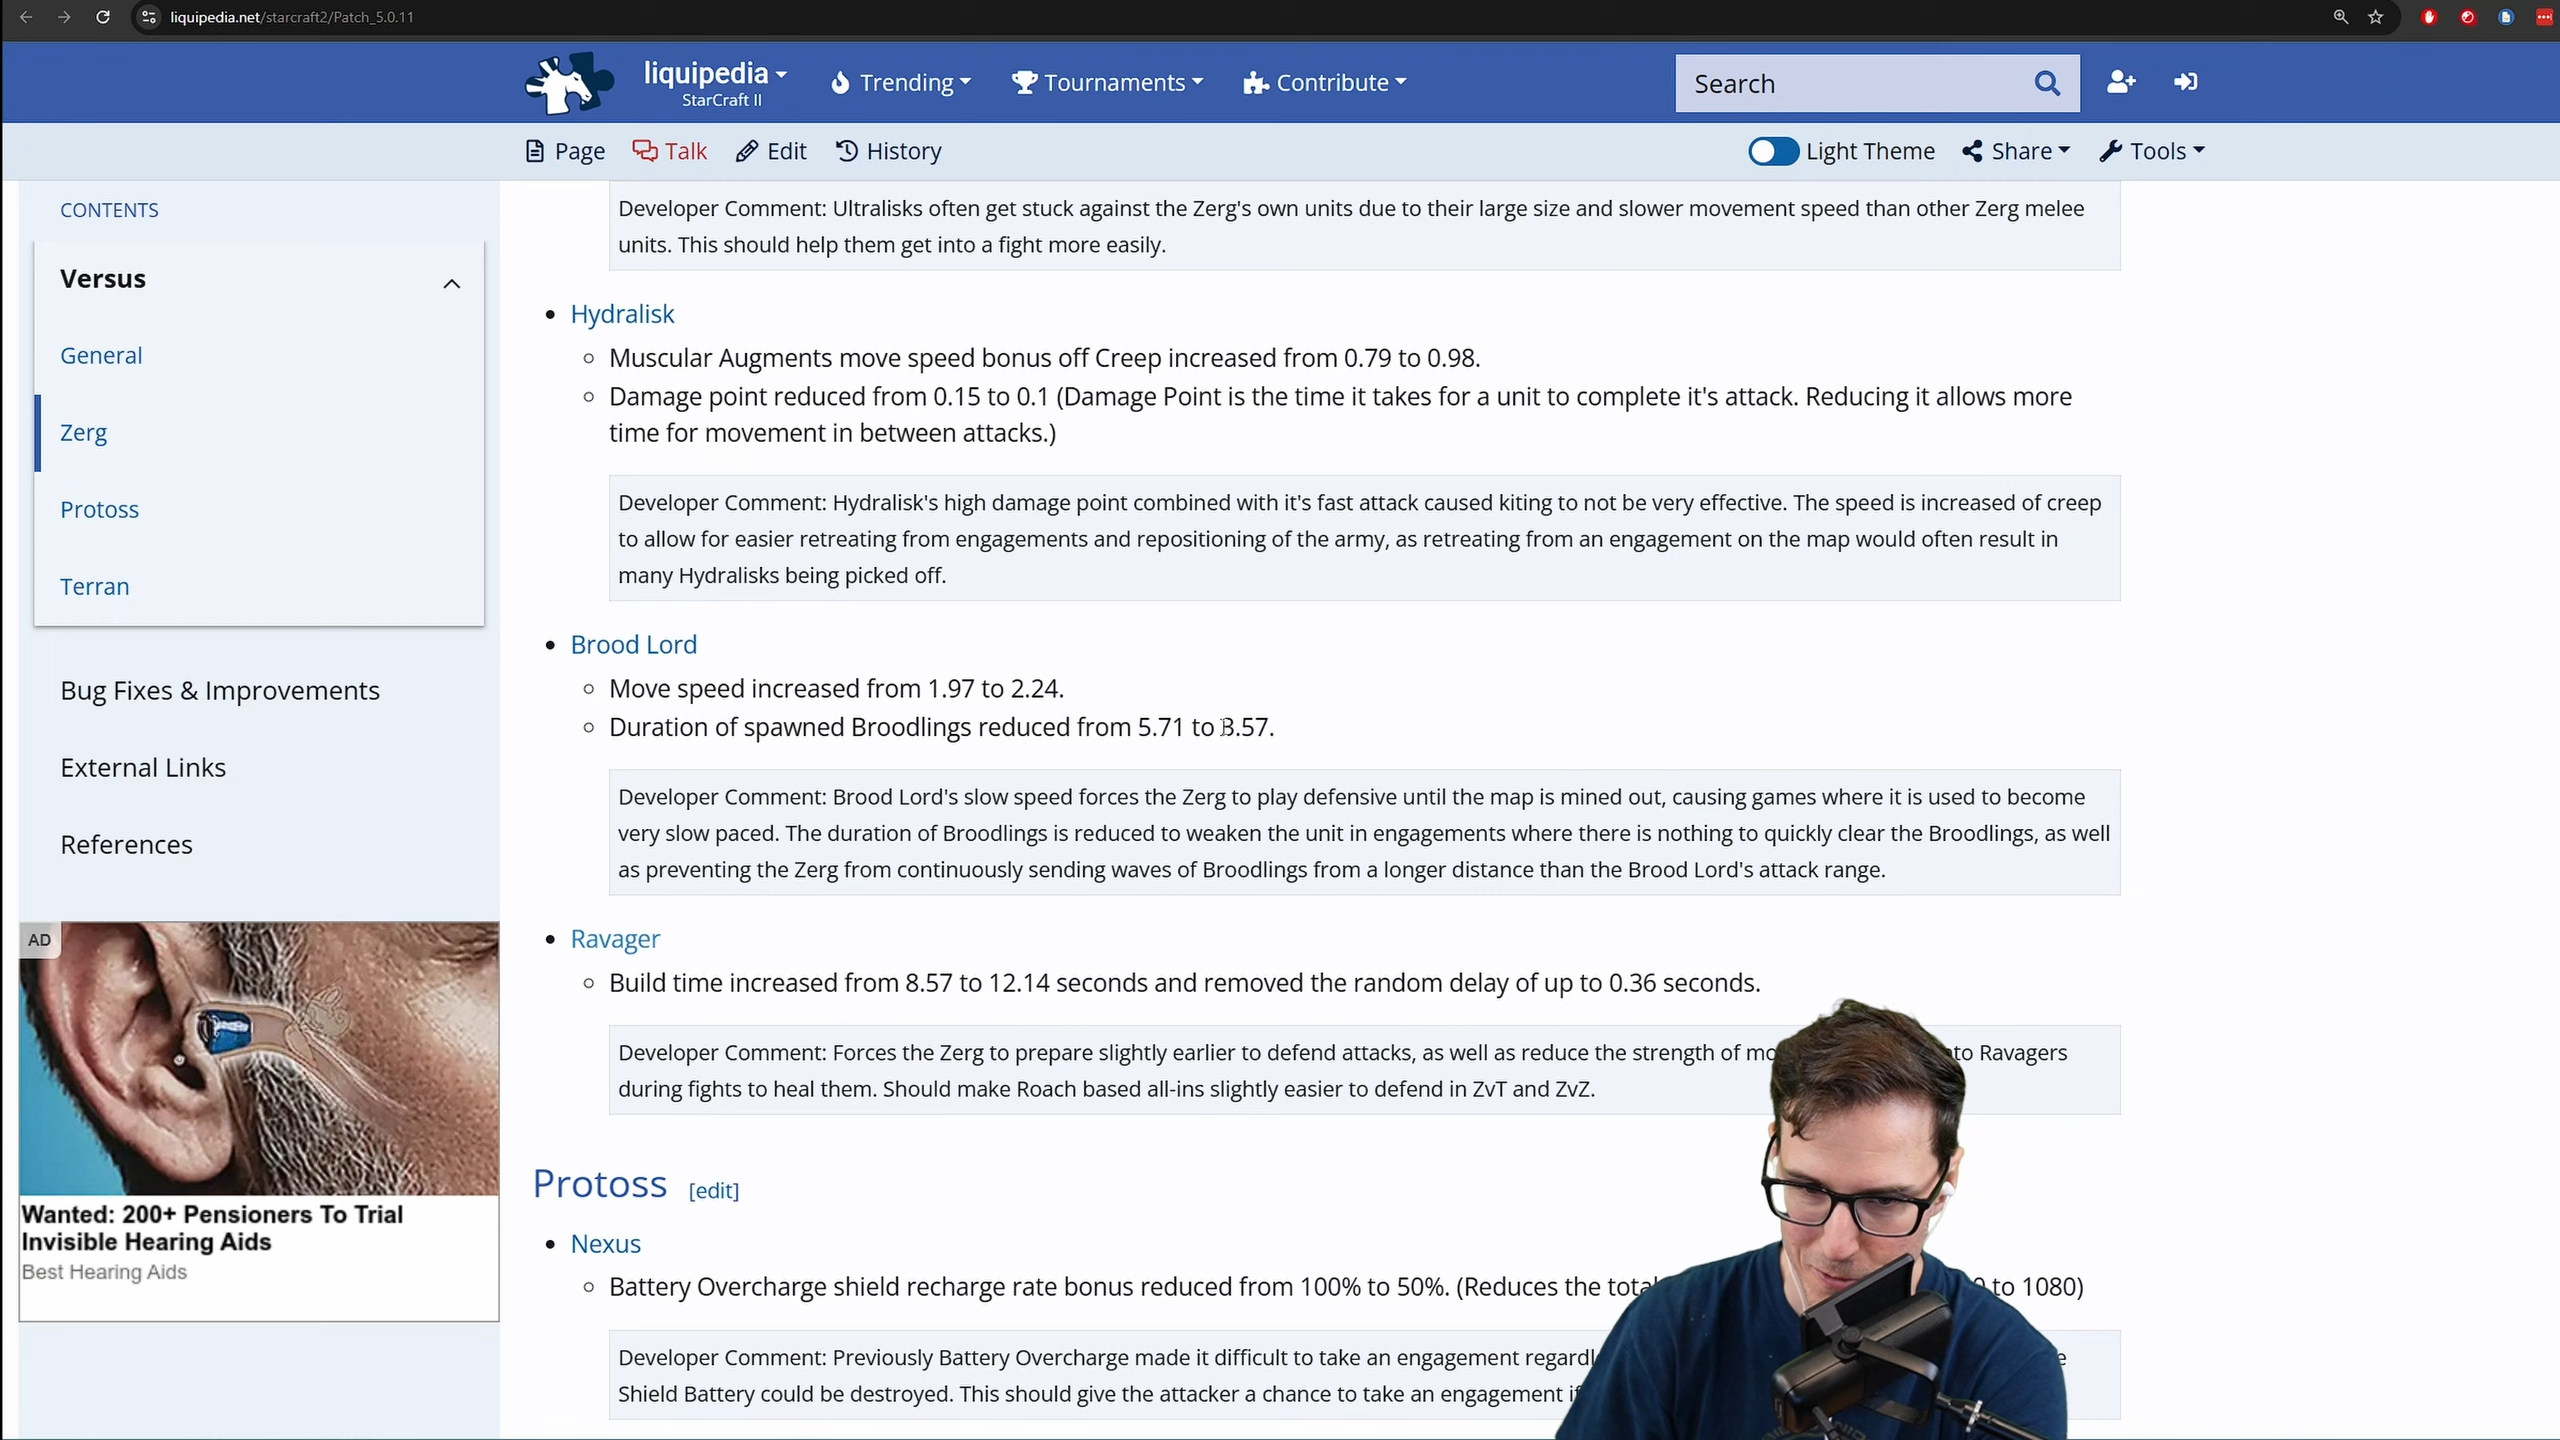 liquipedia.net/starcraft2/Patch_5.0.11
liquipedia
StarCraft II
Trending
Tournaments
Contribute
Search
Page
Talk
Edit
History
Light Theme
Share
Tools
CONTENTS
Versus
General
Zerg
Protoss
Terran
Bug Fixes & Improvements
External Links
References
AD
Wanted: 200+ Pensioners To Trial
Invisible Hearing Aids
Best Hearing Aids
Developer Comment: Ultralisks often get stuck against the Zerg's own units due to their large size and slower movement speed than other Zerg melee
units. This should help them get into a fight more easily.
Hydralisk
Muscular Augments move speed bonus off Creep increased from 0.79 to 0.98.
Damage point reduced from 0.15 to 0.1 (Damage Point is the time it takes for a unit to complete it's attack. Reducing it allows more
time for movement in between attacks.)
Developer Comment: Hydralisk's high damage point combined with it's fast attack caused kiting to not be very effective. The speed is increased of creep
to allow for easier retreating from engagements and repositioning of the army, as retreating from an engagement on the map would often result in
many Hydralisks being picked off.
Brood Lord
Move speed increased from 1.97 to 2.24.
Duration of spawned Broodlings reduced from 5.71 to 3.57.
Developer Comment: Brood Lord's slow speed forces the Zerg to play defensive until the map is mined out, causing games where it is used to become
very slow paced. The duration of Broodlings is reduced to weaken the unit in engagements where there is nothing to quickly clear the Broodlings, as well
as preventing the Zerg from continuously sending waves of Broodlings from a longer distance than the Brood Lord's attack range.
Ravager
Build time increased from 8.57 to 12.14 seconds and removed the random delay of up to 0.36 seconds.
Developer Comment: Forces the Zerg to prepare slightly earlier to defend attacks, as well as reduce the strength of Ravagers
during fights to heal them. Should make Roach based all-ins slightly easier to defend in ZvT and ZvZ.
Protoss [edit]
Nexus
Battery Overcharge shield recharge rate bonus reduced from 100% to 50%. (Reduces the to 1080)
Developer Comment: Previously Battery Overcharge made it difficult to take an engagement
Shield Battery could be destroyed. This should give the attacker a chance to take an engagement